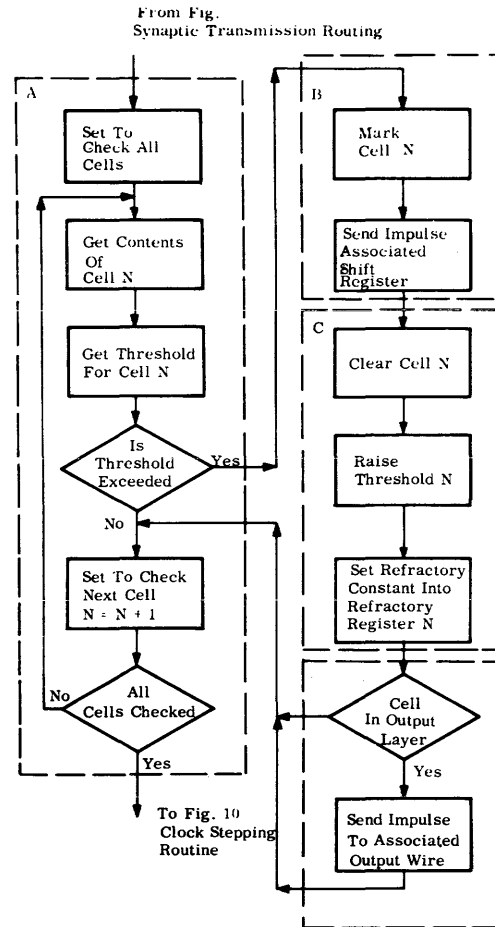 From Fig.
Synaptic Transmission Routing
A
Set To
Check All
Cells
Get Contents
Of
Cell N
Get Threshold
For Cell N
Is
Threshold
Exceeded
Yes
No
Set To Check
Next Cell
N = N + 1
No
All
Cells Checked
Yes
To Fig. 10
Clock Stepping
Routine
B
Mark
Cell N
Send Impulse
Associated
Shift
Register
C
Clear Cell N
Raise
Threshold N
Set Refractory
Constant Into
Refractory
Register N
Cell
In Output
Layer
Yes
Send Impulse
To Associated
Output Wire